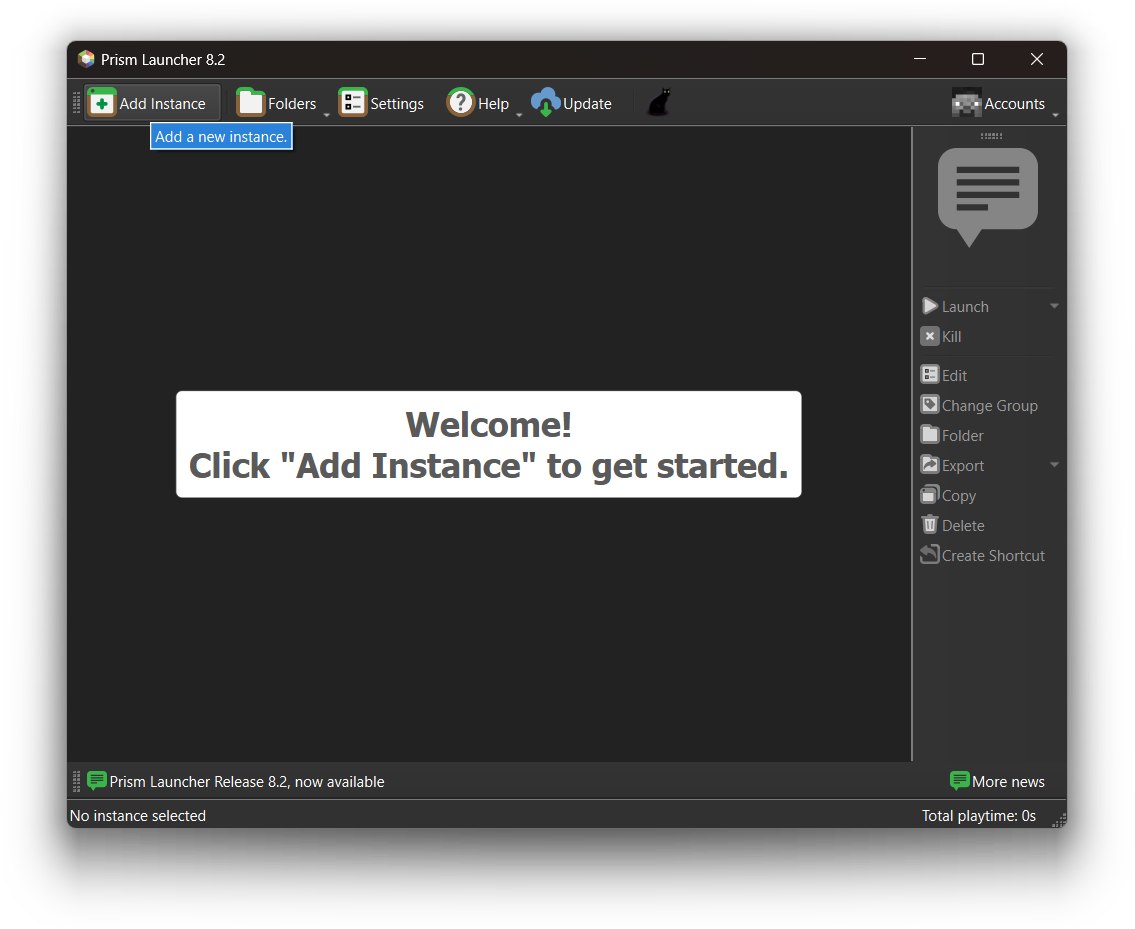 Prism Launcher 8.2
Add Instance Folders Settings Help Update Accounts
Add a new instance.
Welcome!
Click "Add Instance" to get started.
Launch
Kill
Edit
Change Group
Folder
Export
Copy
Delete
Create Shortcut
Prism Launcher Release 8.2, now available More news
No instance selected Total playtime: 0s